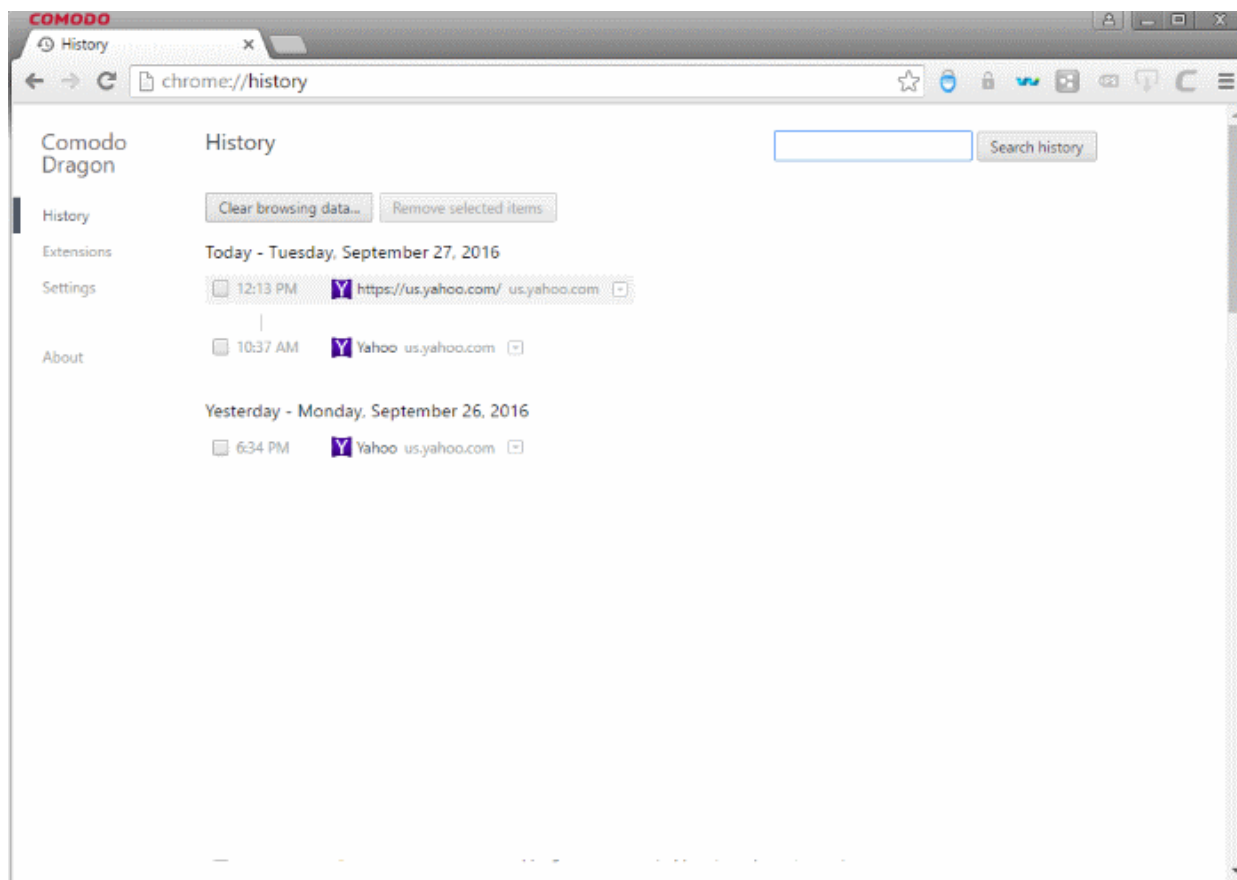 COMODO
History
chrome://history
Comodo
Dragon
History
Search history
History
Clear browsing data...
Remove selected items
Extensions
Today - Tuesday, September 27, 2016
Settings
12:13 PM https://us.yahoo.com/ us.yahoo.com
10:37 AM Yahoo us.yahoo.com
About
Yesterday - Monday, September 26, 2016
6:34 PM Yahoo us.yahoo.com